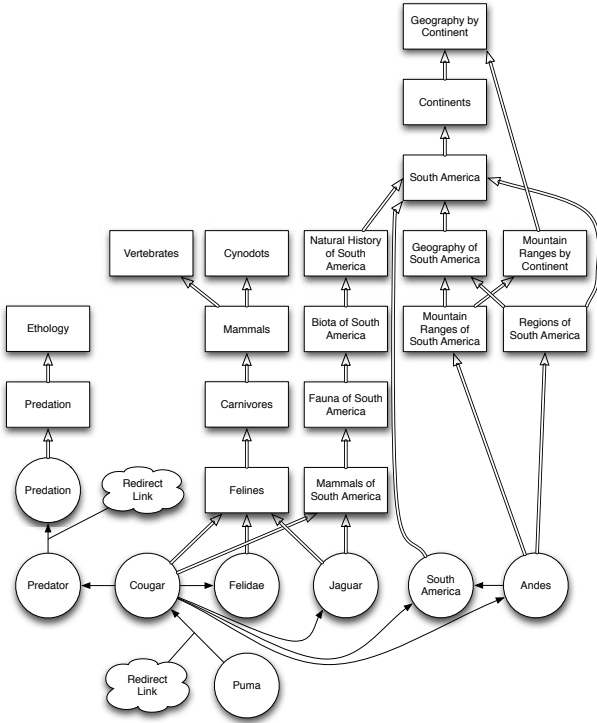 Geography by
Continent
Continents
South America
Vertebrates
Cynodots
Natural History
of South
America
Geography of
South America
Mountain
Ranges by
Continent
Ethology
Mammals
Biota of South
America
Mountain
Ranges of
South America
Regions of
South America
Predation
Carnivores
Fauna of South
America
Predation
Redirect
Link
Felines
Mammals of
South America
Predator
Cougar
Felidae
Jaguar
South
America
Andes
Redirect
Link
Puma